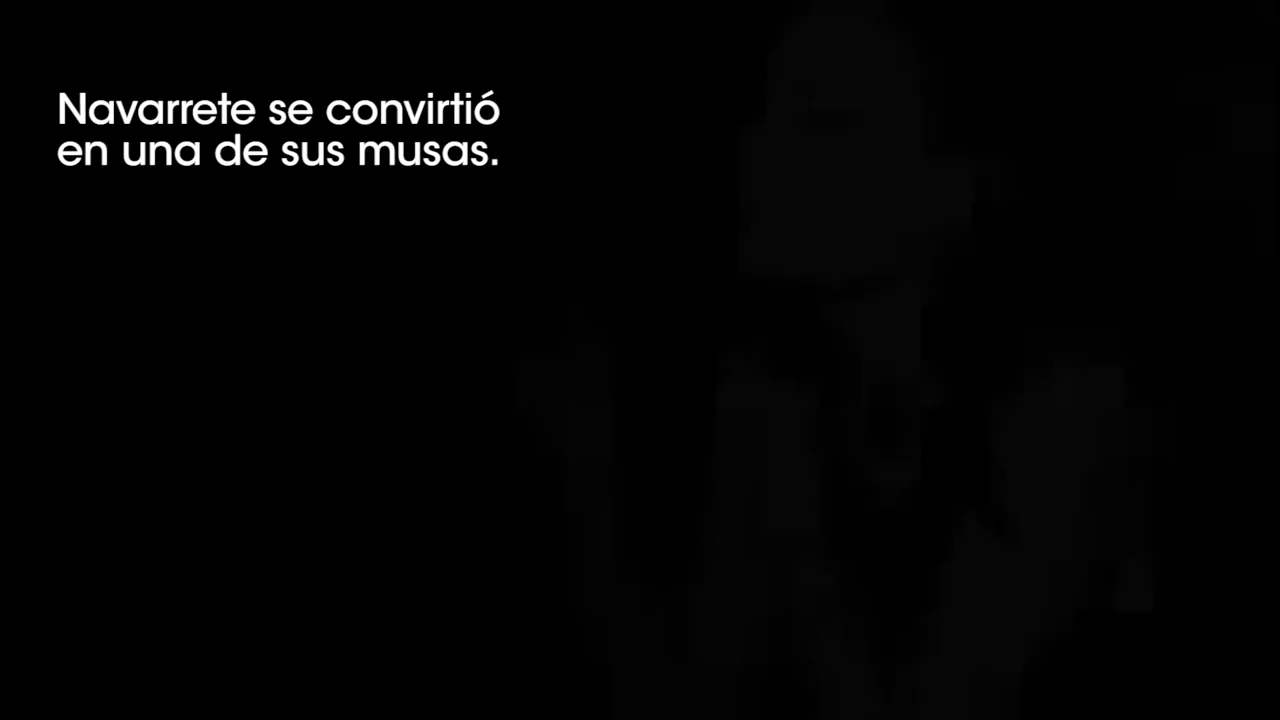 Navarrete se convirtió
en una de sus musas.